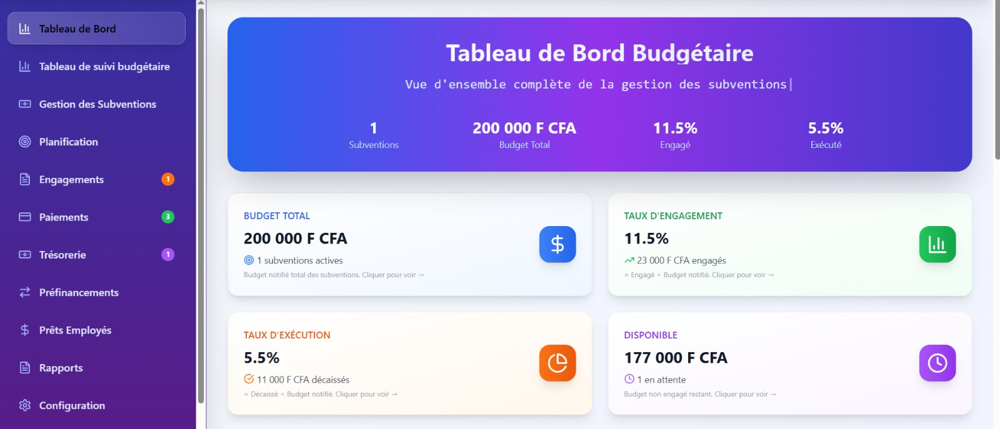 Tableau de Bord
Tableau de suivi budgétaire
Gestion des Subventions
Planification
Engagements 1
Paiements 3
Trésorerie 1
Préfinancements
Prêts Employés
Rapports
Configuration
Tableau de Bord Budgétaire
Vue d'ensemble complète de la gestion des subventions|
1
Subventions
200 000 F CFA
Budget Total
11.5%
Engagé
5.5%
Exécuté
BUDGET TOTAL
200 000 F CFA
1 subventions actives
Budget notifié total des subventions. Cliquer pour voir →
TAUX D'ENGAGEMENT
11.5%
23 000 F CFA engagés
= Engagé ÷ Budget notifié. Cliquer pour voir →
TAUX D'EXÉCUTION
5.5%
11 000 F CFA décaissés
= Décaissé ÷ Budget notifié. Cliquer pour voir →
DISPONIBLE
177 000 F CFA
1 en attente
Budget non engagé restant. Cliquer pour voir →